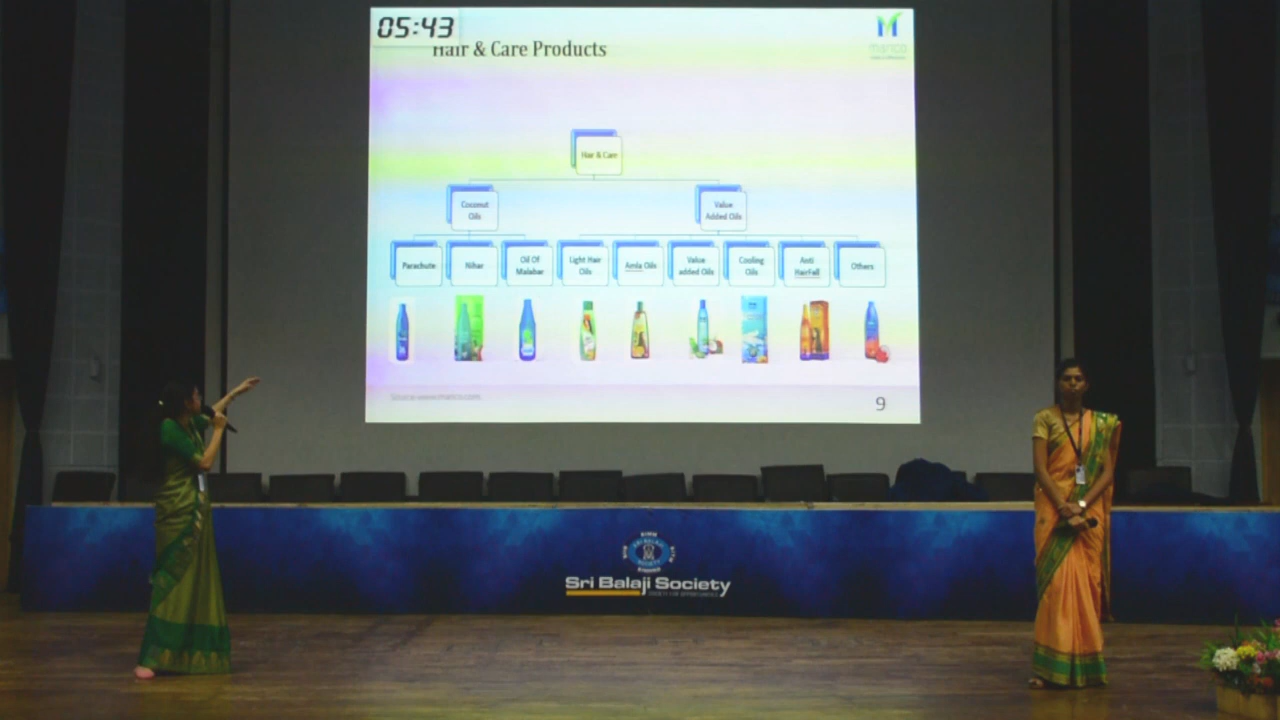 05:43
Hair & Care Products
marico
Hair & Care
Coconut
Oils
Value
Added Oils
Parachute
Nihar
Oil Of
Malabar
Light Hair
Oils
Amla Oils
Value
added Oils
Cooling
Oils
Anti
HairFall
Others
9
Sri Balaji Society